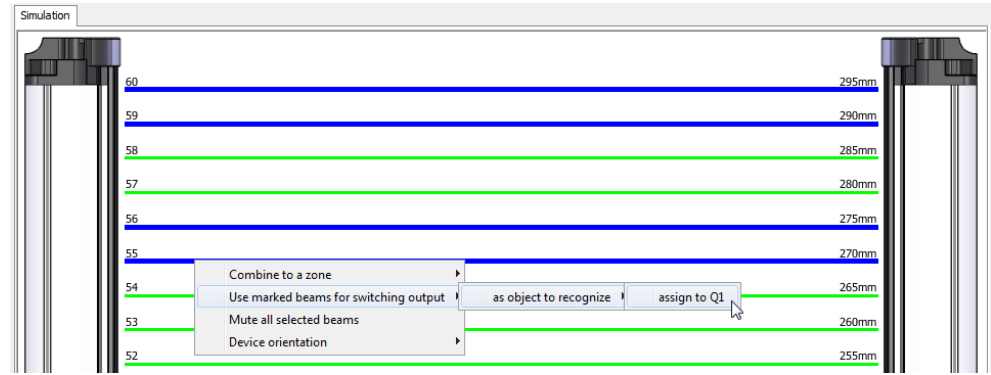 Simulation
60 295mm
59 290mm
58 285mm
57 280mm
56 275mm
55 270mm
Combine to a zone
54 265mm
Use marked beams for switching output as object to recognize assign to Q1
Mute all selected beams
53 260mm
Device orientation
52 255mm